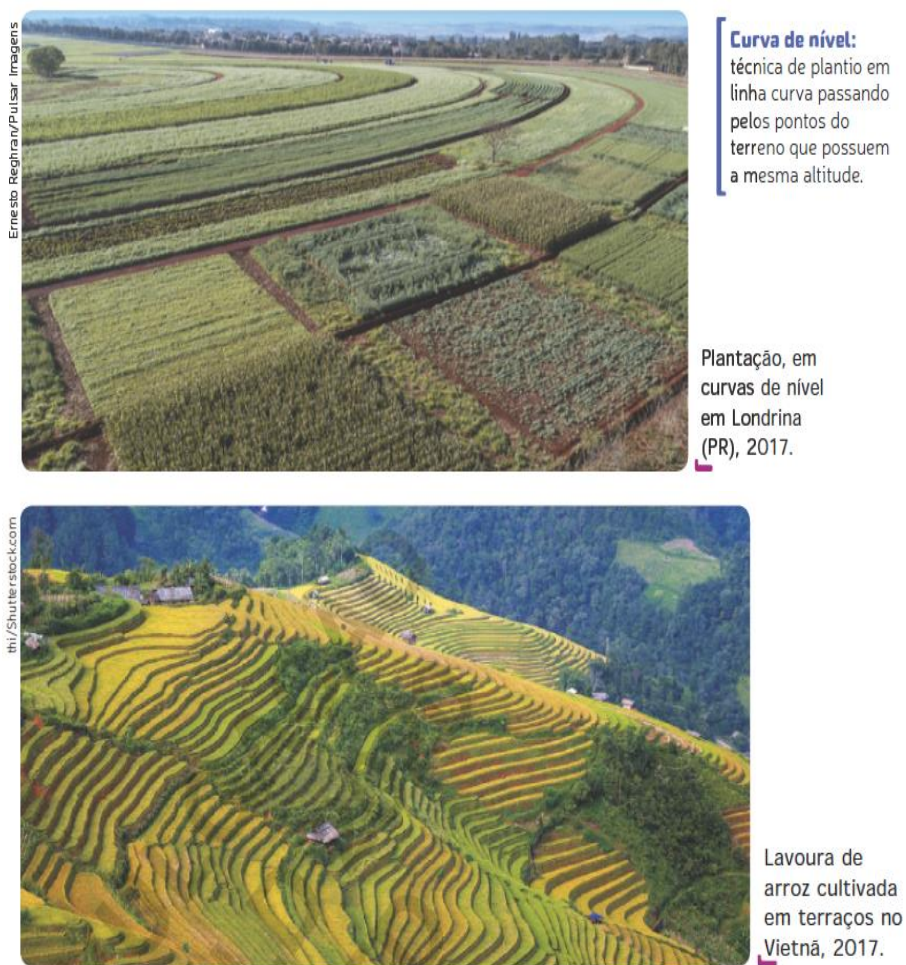 Ernesto Reghran/Pulsar Imagens
Curva de nível:
técnica de plantio em
linha curva passando
pelos pontos do
terreno que possuem
a mesma altitude.
Plantação, em
curvas de nível
em Londrina
(PR), 2017.
thi/Shutterstock.com
Lavoura de
arroz cultivada
em terraços no
Vietnã, 2017.